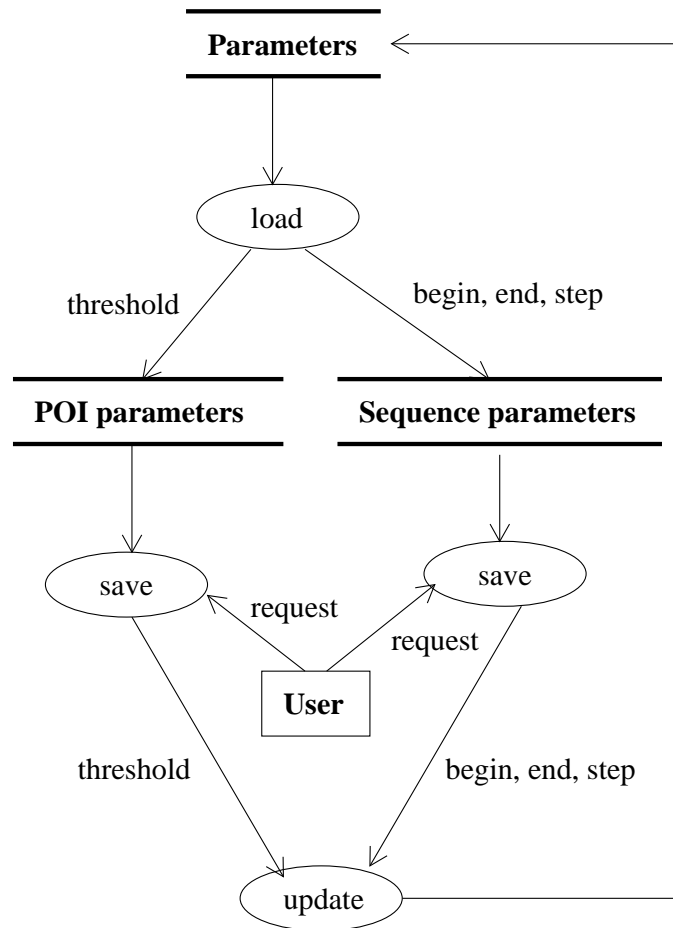 Parameters
load
threshold
begin, end, step
POI parameters
Sequence parameters
save
save
request
request
User
threshold
begin, end, step
update